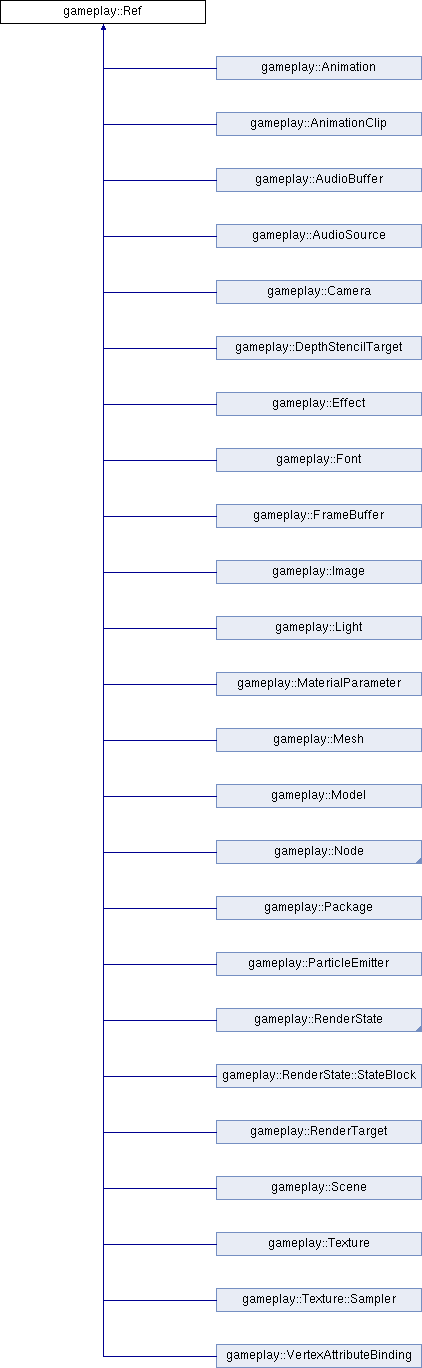 gameplay::Ref
gameplay::Animation
gameplay::AnimationClip
gameplay::AudioBuffer
gameplay::AudioSource
gameplay::Camera
gameplay::DepthStencilTarget
gameplay::Effect
gameplay::Font
gameplay::FrameBuffer
gameplay::Image
gameplay::Light
gameplay::MaterialParameter
gameplay::Mesh
gameplay::Model
gameplay::Node
gameplay::Package
gameplay::ParticleEmitter
gameplay::RenderState
gameplay::RenderState::StateBlock
gameplay::RenderTarget
gameplay::Scene
gameplay::Texture
gameplay::Texture::Sampler
gameplay::VertexAttributeBinding